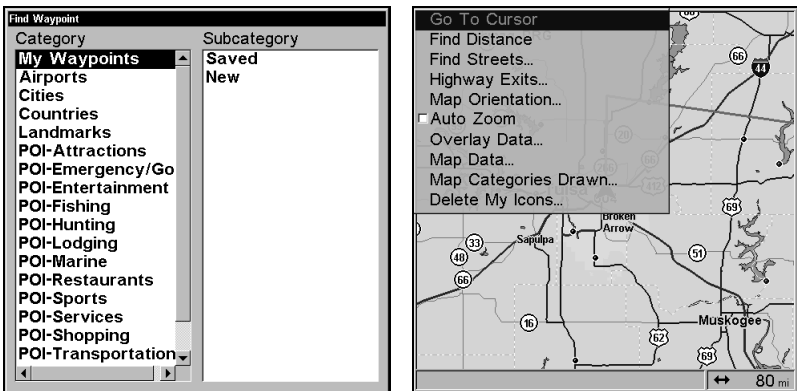 Find Waypoint
Category
Subcategory
My Waypoints
Airports
Cities
Countries
Landmarks
POI-Attractions
POI-Emergency/Go
POI-Entertainment
POI-Fishing
POI-Hunting
POI-Lodging
POI-Marine
POI-Restaurants
POI-Sports
POI-Services
POI-Shopping
POI-Transportation
Saved
New
Go To Cursor
Find Distance
Find Streets...
Highway Exits...
Map Orientation...
Auto Zoom
Overlay Data...
Map Data...
Map Categories Drawn...
Delete My Icons...
66
44
20
66
412
69
Broken
Arrow
Sapulpa
33
48
51
66
16
62
Muskogee
69
80 mi